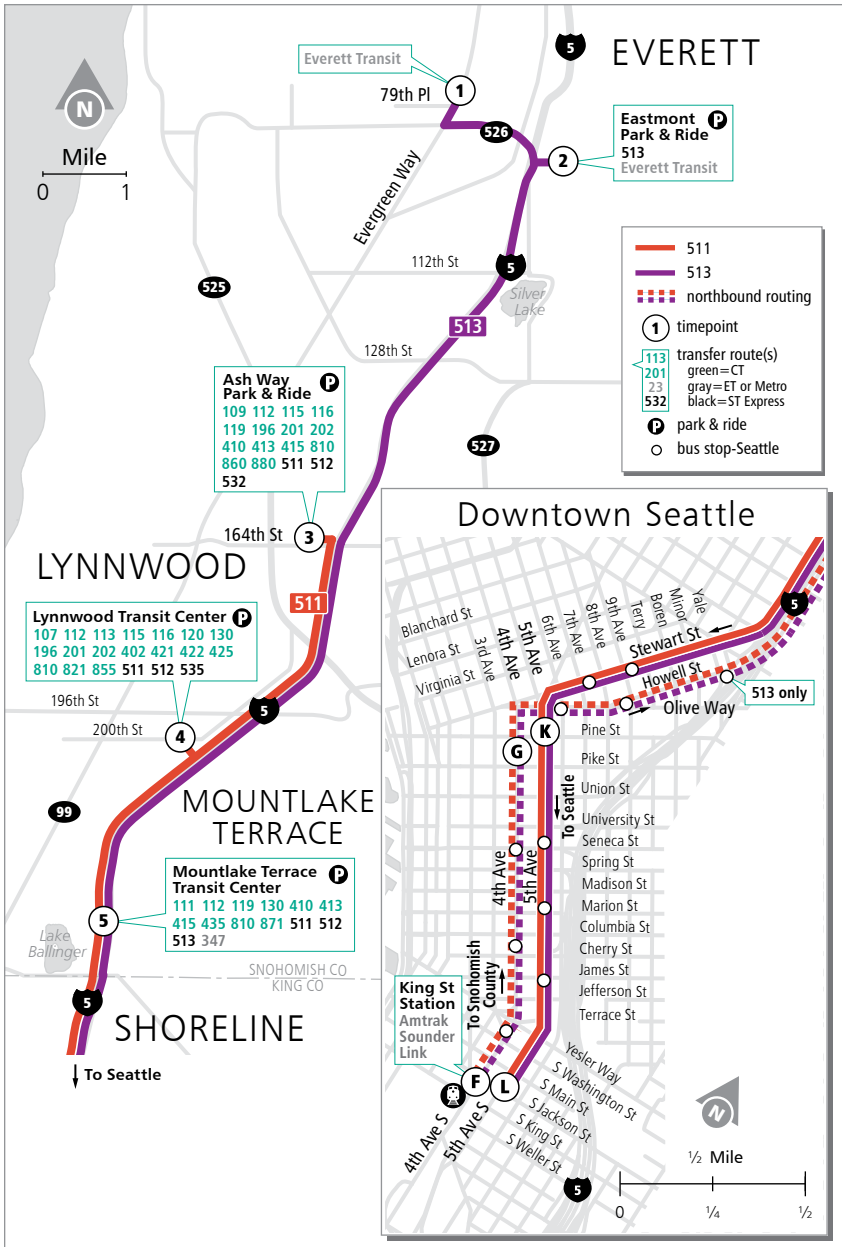 EVERETT
5
Everett Transit
1
79th Pl
N
Mile
0 1
526
2
Eastmont
Park & Ride
P
513
Everett Transit
Evergreen Way
112th St
5
Silver
Lake
525
513
128th St
511
513
northbound routing
1 timepoint
113 transfer route(s)
201 green=CT
23 gray=ET or Metro
532 black=ST Express
P park & ride
bus stop-Seattle
Ash Way
Park & Ride
P
109 112 115 116
119 196 201 202
410 413 415 810
860 880 511 512
532
527
164th St
3
LYNNWOOD
511
Lynnwood Transit Center P
107 112 113 115 116 120 130
196 201 202 402 421 422 425
810 821 855 511 512 535
196th St
5
200th St
4
99
MOUNTLAKE
TERRACE
Mountlake Terrace
Transit Center
P
111 112 119 130 410 413
415 435 810 871 511 512
513 347
5
Lake
Ballinger
SNOHOMISH CO
KING CO
5
SHORELINE
To Seattle
Downtown Seattle
Blanchard St
Lenora St
Virginia St
3rd Ave
4th Ave
5th Ave
6th Ave
7th Ave
8th Ave
9th Ave
Terry
Boren
Minor
Yale
5
Stewart St
Howell St
513 only
Olive Way
K
G
Pine St
Pike St
Union St
University St
Seneca St
Spring St
Madison St
Marion St
Columbia St
Cherry St
James St
Jefferson St
Terrace St
To Seattle
4th Ave
5th Ave
To Snohomish
County
King St
Station
Amtrak
Sounder
Link
F
L
Yesler Way
S Washington St
S Main St
S Jackson St
S King St
S Weller St
4th Ave S
5th Ave S
5
N
½ Mile
0 ¼ ½